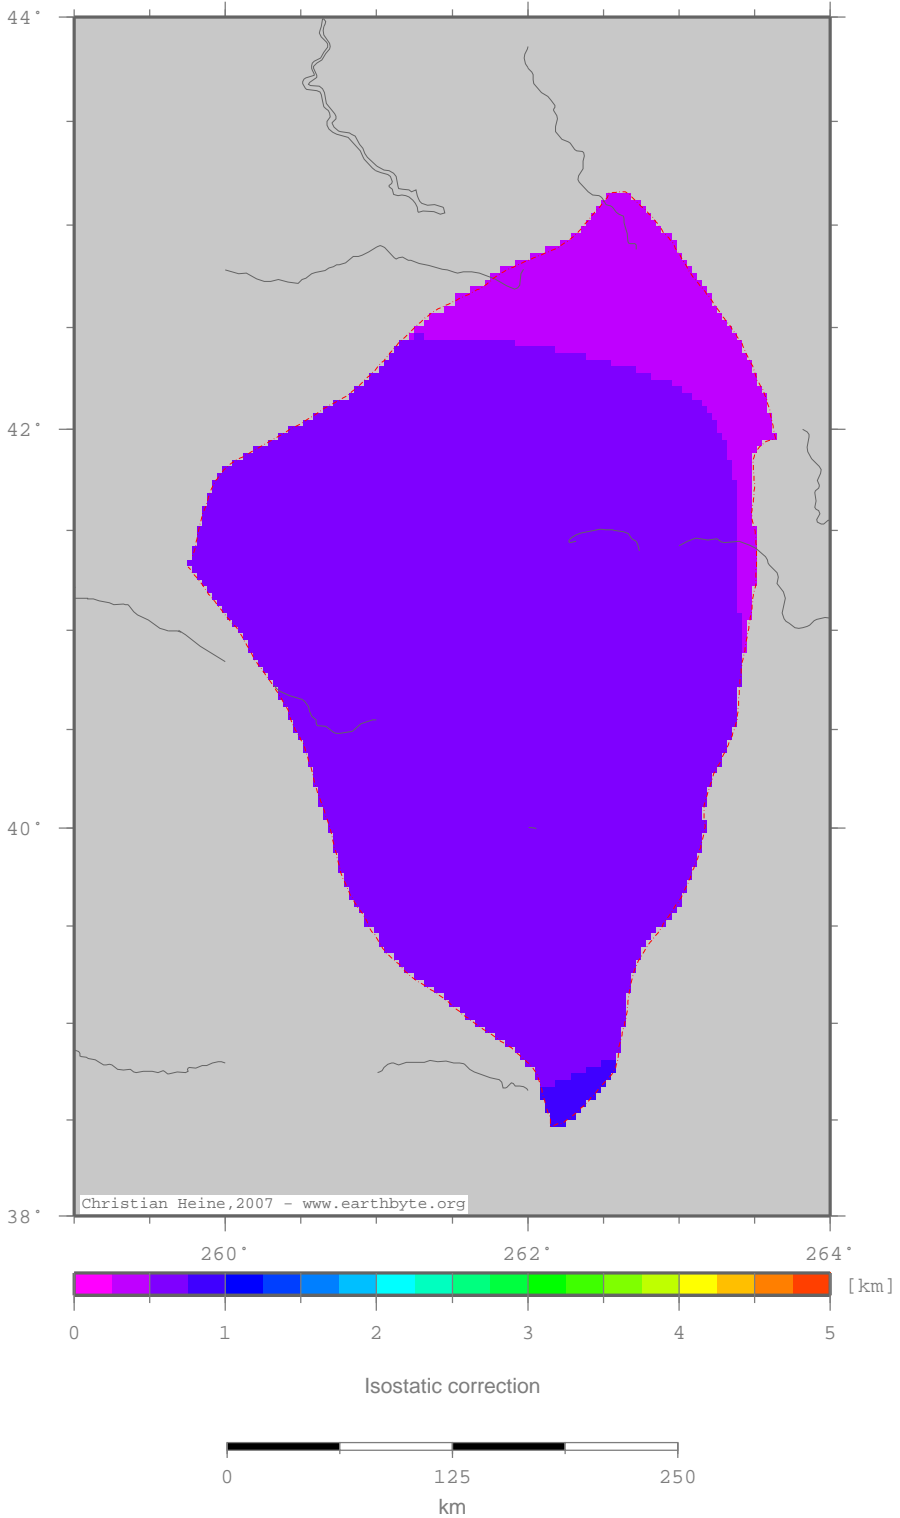 44°
42°
40°
38°
Christian Heine,2007 - www.earthbyte.org
260° 262° 264°
[km]
0 1 2 3 4 5
Isostatic correction
0 125 250
km